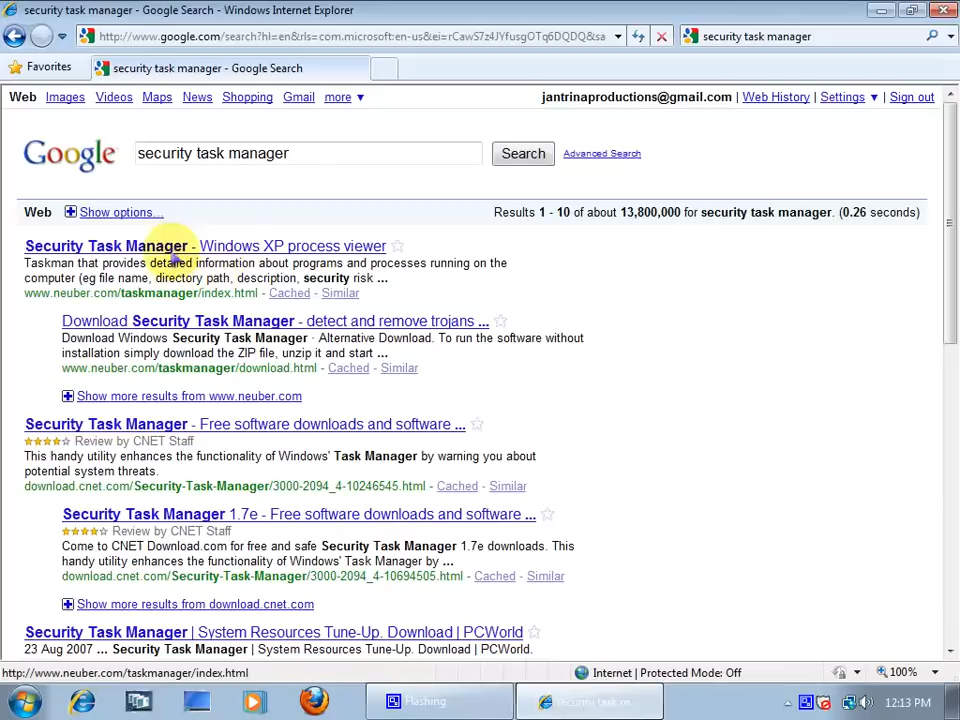 security task manager - Google Search - Windows Internet Explorer
http://www.google.com/search?hl=en&rls=com.microsoft:en-us&ei=rCawS7z4JYfusgOTq6DQDQ&sa
security task manager
Favorites
security task manager - Google Search
Web Images Videos Maps News Shopping Gmail more ▼
jantrinaproductions@gmail.com | Web History | Settings ▼ | Sign out
Google
security task manager
Search
Advanced Search
Web Show options...
Results 1 - 10 of about 13,800,000 for security task manager. (0.26 seconds)
Security Task Manager - Windows XP process viewer
Taskman that provides detailed information about programs and processes running on the
computer (eg file name, directory path, description, security risk ...
www.neuber.com/taskmanager/index.html - Cached - Similar
Download Security Task Manager - detect and remove trojans ...
Download Windows Security Task Manager · Alternative Download. To run the software without
installation simply download the ZIP file, unzip it and start ...
www.neuber.com/taskmanager/download.html - Cached - Similar
Show more results from www.neuber.com
Security Task Manager - Free software downloads and software ...
Review by CNET Staff
This handy utility enhances the functionality of Windows' Task Manager by warning you about
potential system threats.
download.cnet.com/Security-Task-Manager/3000-2094_4-10246545.html - Cached - Similar
Security Task Manager 1.7e - Free software downloads and software ...
Review by CNET Staff
Come to CNET Download.com for free and safe Security Task Manager 1.7e downloads. This
handy utility enhances the functionality of Windows' Task Manager by ...
download.cnet.com/Security-Task-Manager/3000-2094_4-10694505.html - Cached - Similar
Show more results from download.cnet.com
Security Task Manager | System Resources Tune-Up. Download | PCWorld
23 Aug 2007 ... Security Task Manager | System Resources Tune-Up. Download | PCWorld.
http://www.neuber.com/taskmanager/index.html
Internet | Protected Mode: Off
100%
Hashing
security task m...
12:13 PM